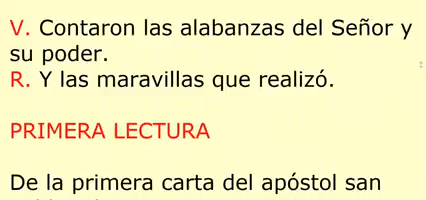 V. Contaron las alabanzas del Señor y
su poder.
R. Y las maravillas que realizó.
PRIMERA LECTURA
De la primera carta del apóstol san